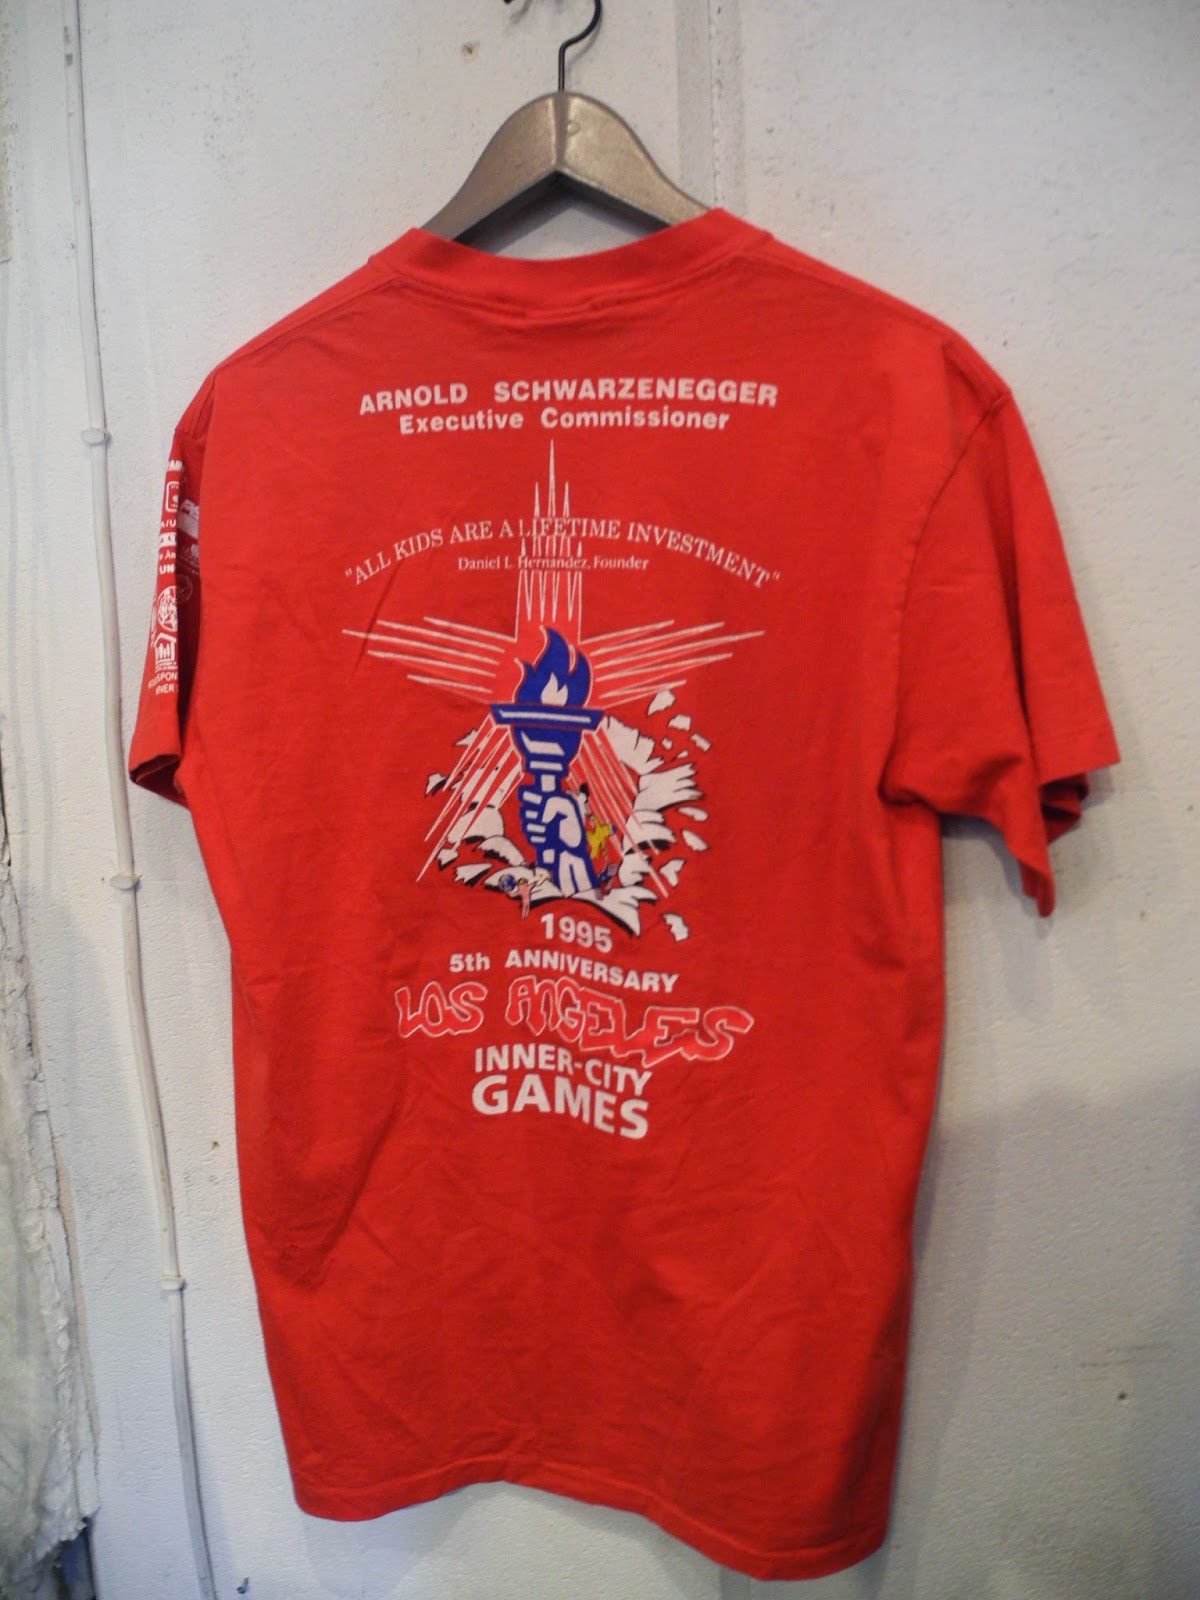 ARNOLD SCHWARZENEGGER
Executive Commissioner
"ALL KIDS ARE A LIFETIME INVESTMENT"
Daniel L. Hernandez, Founder
1995
5th ANNIVERSARY
LOS ANGELES
INNER-CITY
GAMES